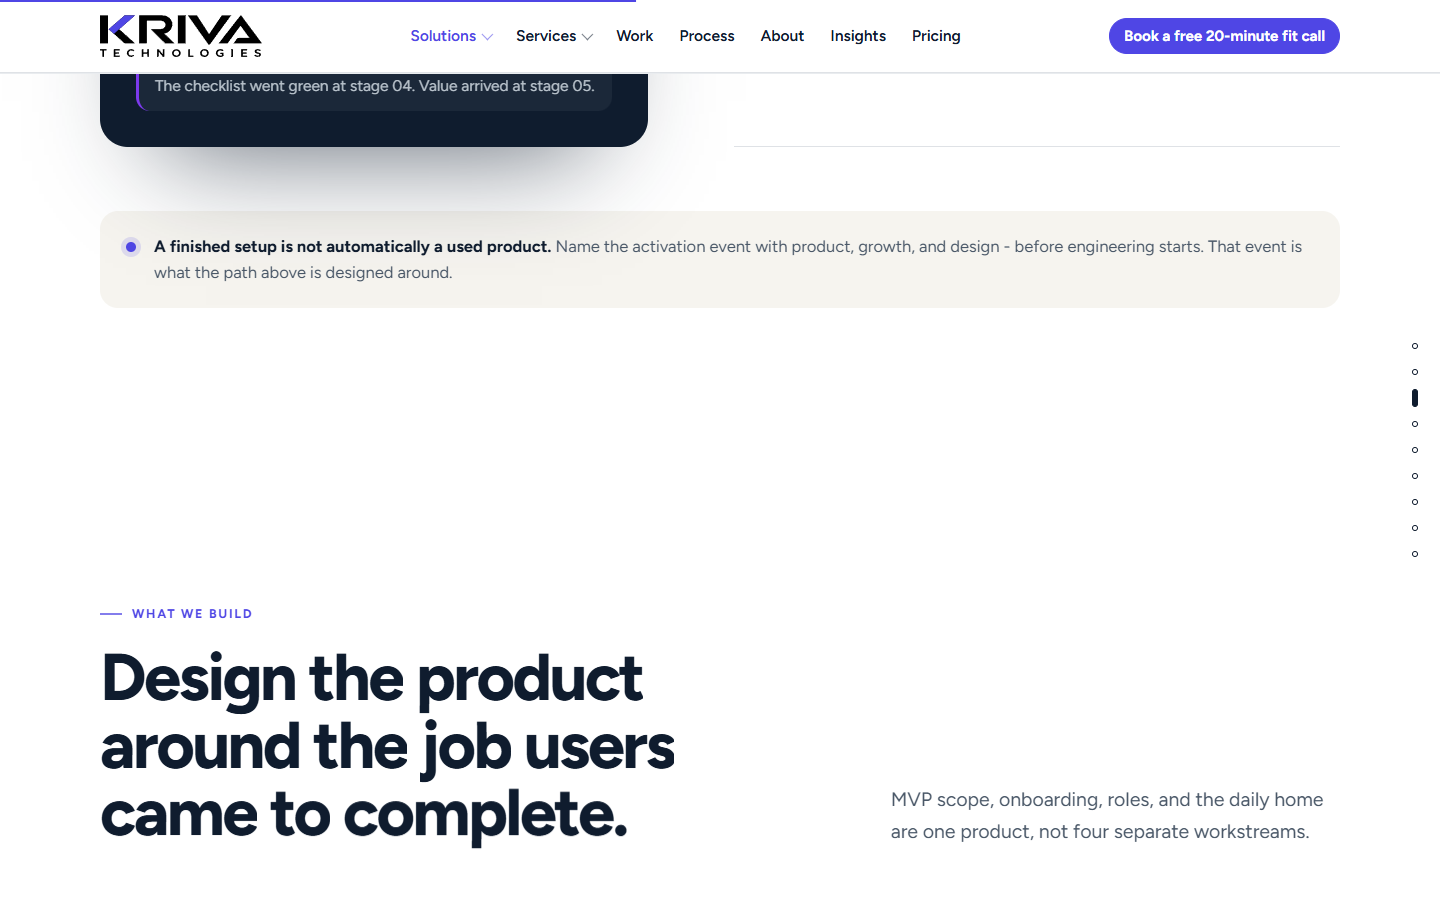 KRIVA
TECHNOLOGIES
Solutions
Services
Work
Process
About
Insights
Pricing
Book a free 20-minute fit call
The checklist went green at stage 04. Value arrived at stage 05.
A finished setup is not automatically a used product. Name the activation event with product, growth, and design - before engineering starts. That event is
what the path above is designed around.
WHAT WE BUILD
Design the product
around the job users
came to complete.
MVP scope, onboarding, roles, and the daily home
are one product, not four separate workstreams.